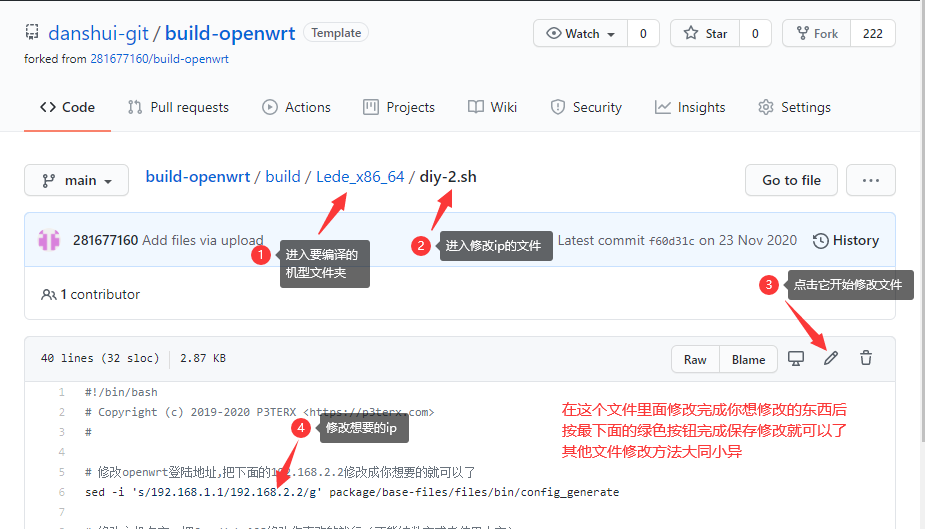 danshui-git / build-openwrt Template
forked from 281677160/build-openwrt
Watch 0 Star 0 Fork 222
Code Pull requests Actions Projects Wiki Security Insights Settings
main build-openwrt / build / Lede_x86_64 / diy-2.sh Go to file ...
281677160 Add files via upload
Latest commit f60d31c on 23 Nov 2020 History
1 进入要编译的
机型文件夹
2 进入修改ip的文件
3 点击它开始修改文件
1 contributor
40 lines (32 sloc) 2.87 KB Raw Blame
1 #!/bin/bash
2 # Copyright (c) 2019-2020 P3TERX <https://p3terx.com>
3 #
4 修改想要的ip
4
5 # 修改openwrt登陆地址,把下面的192.168.2.2修改成你想要的就可以了
6 sed -i 's/192.168.1.1/192.168.2.2/g' package/base-files/files/bin/config_generate
7
在这个文件里面修改完成你想修改的东西后
按最下面的绿色按钮完成保存修改就可以了
其他文件修改方法大同小异